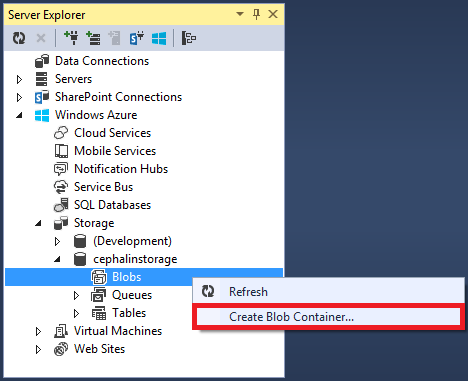 Server Explorer
Data Connections
Servers
SharePoint Connections
Windows Azure
Cloud Services
Mobile Services
Notification Hubs
Service Bus
SQL Databases
Storage
(Development)
cephalinstorage
Blobs
Queues
Tables
Virtual Machines
Web Sites
Refresh
Create Blob Container...